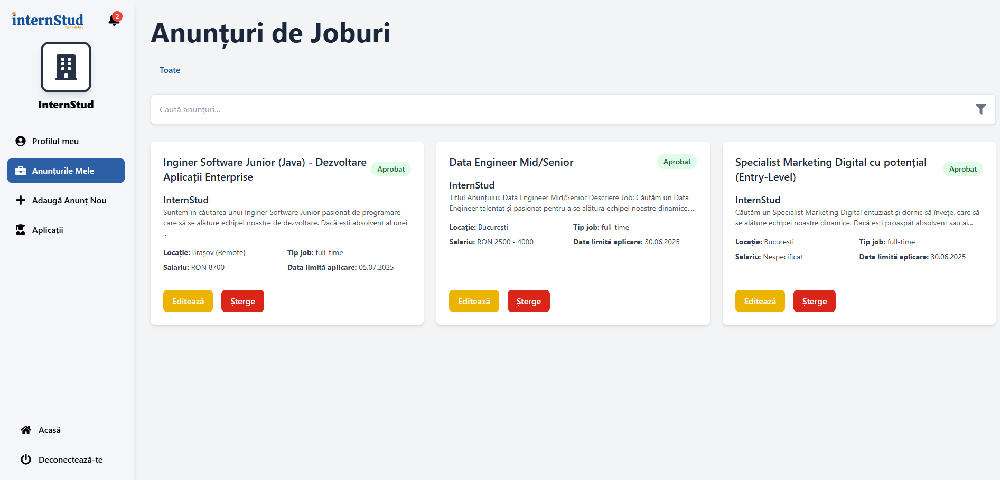 internStud
Pentru studenți
2
InternStud
Profilul meu
Anunțurile Mele
Adaugă Anunț Nou
Aplicații
Acasă
Deconectează-te
Anunțuri de Joburi
Toate
Caută anunțuri...
Inginer Software Junior (Java) - Dezvoltare
Aplicații Enterprise
Aprobat
InternStud
Suntem în căutarea unui Inginer Software Junior pasionat de programare,
care să se alăture echipei noastre de dezvoltare. Dacă ești absolvent al unei
...
Locație: Brașov (Remote)
Tip job: full-time
Salariu: RON 8700
Data limită aplicare: 05.07.2025
Editează
Șterge
Data Engineer Mid/Senior
Aprobat
InternStud
Titlul Anunțului: Data Engineer Mid/Senior Descriere Job: Căutăm un Data
Engineer talentat și pasionat pentru a se alătura echipei noastre dinamice....
Locație: București
Tip job: full-time
Salariu: RON 2500 - 4000
Data limită aplicare: 30.06.2025
Editează
Șterge
Specialist Marketing Digital cu potențial
(Entry-Level)
Aprobat
InternStud
Căutăm un Specialist Marketing Digital entuziast și dornic să învețe, care să
se alăture echipei noastre dinamice. Dacă ești proaspăt absolvent sau ai...
Locație: București
Tip job: full-time
Salariu: Nespecificat
Data limită aplicare: 30.06.2025
Editează
Șterge